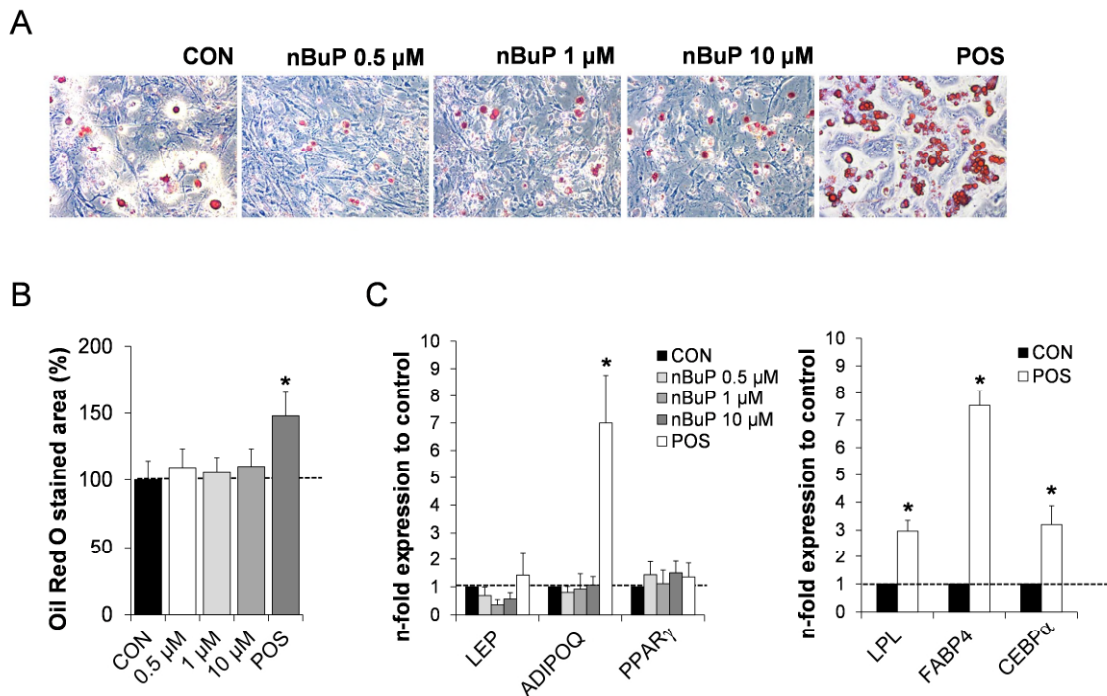 A
CON
nBuP 0.5 µM
nBuP 1 µM
nBuP 10 µM
POS
B
Oil Red O stained area (%)
200
150
100
50
0
*
CON
0.5 µM
1 µM
10 µM
POS
C
n-fold expression to control
10
9
8
7
6
5
4
3
2
1
0
*
CON
nBuP 0.5 µM
nBuP 1 µM
nBuP 10 µM
POS
LEP
ADIPOQ
PPARγ
n-fold expression to control
10
9
8
7
6
5
4
3
2
1
0
*
*
*
CON
POS
LPL
FABP4
CEBPα